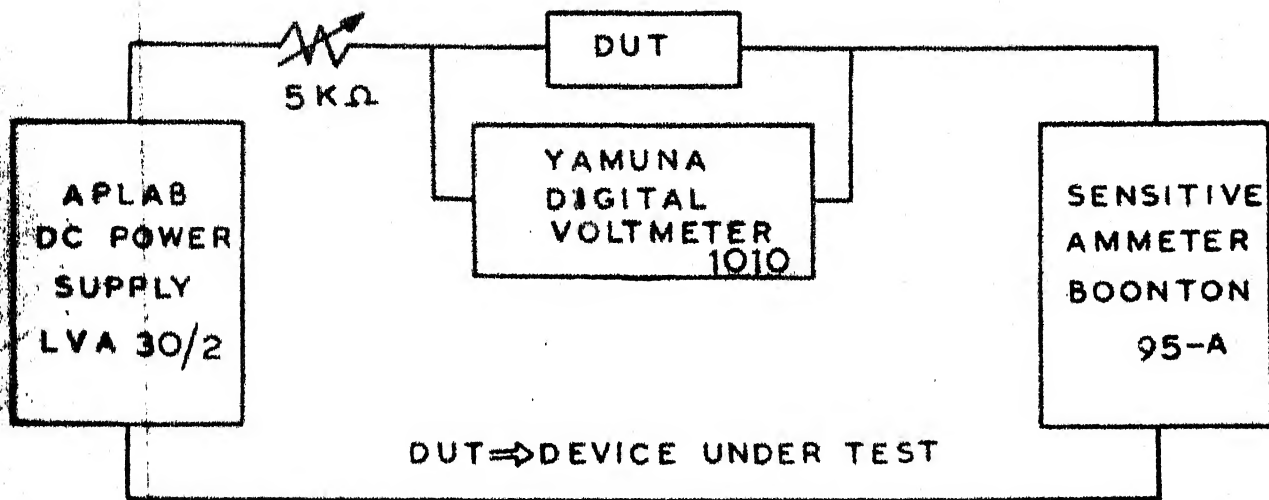 5KΩ
DUT
APLAB
DC POWER
SUPPLY
LVA 30/2
YAMUNA
DIGITAL
VOLTMETER
1010
SENSITIVE
AMMETER
BOONTON
95-A
DUT⇒DEVICE UNDER TEST